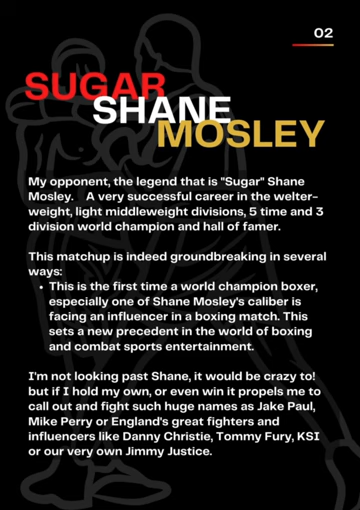 02
SUGAR
SHANE
MOSLEY
My opponent, the legend that is "Sugar" Shane
Mosley. A very successful career in the welter-
weight, light middleweight divisions, 5 time and 3
division world champion and hall of famer.
This matchup is indeed groundbreaking in several
ways:
• This is the first time a world champion boxer,
especially one of Shane Mosley's caliber is
facing an influencer in a boxing match. This
sets a new precedent in the world of boxing
and combat sports entertainment.
I'm not looking past Shane, it would be crazy to!
but if I hold my own, or even win it propels me to
call out and fight such huge names as Jake Paul,
Mike Perry or England's great fighters and
influencers like Danny Christie, Tommy Fury, KSI
or our very own Jimmy Justice.